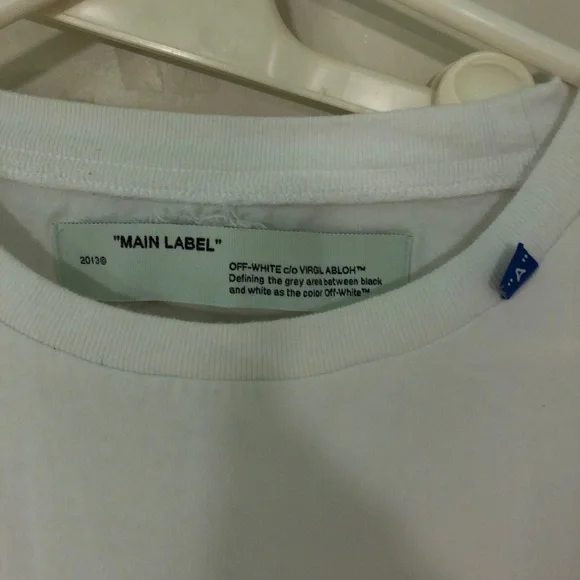 "MAIN LABEL"
2013®
OFF-WHITE c/o VIRGIL ABLOH™
Defining the grey area between black
and white as the color Off-White™
"A"